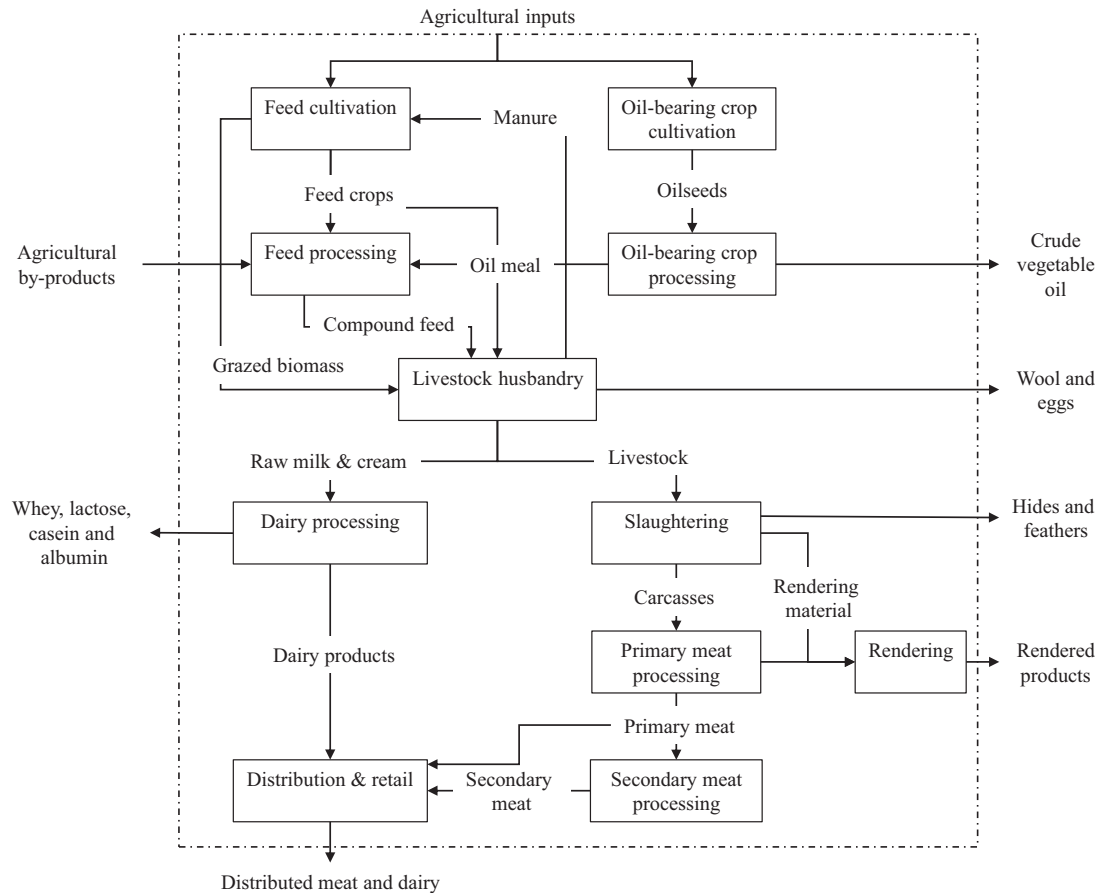 Agricultural inputs
Feed cultivation
Manure
Oil-bearing crop
cultivation
Feed crops
Oilseeds
Agricultural
by-products
Feed processing
Oil meal
Oil-bearing crop
processing
Crude
vegetable
oil
Compound feed
Grazed biomass
Livestock husbandry
Wool and
eggs
Raw milk & cream
Livestock
Whey, lactose,
casein and
albumin
Dairy processing
Slaughtering
Hides and
feathers
Carcasses
Rendering
material
Dairy products
Primary meat
processing
Rendering
Rendered
products
Primary meat
Distribution & retail
Secondary
meat
Secondary meat
processing
Distributed meat and dairy